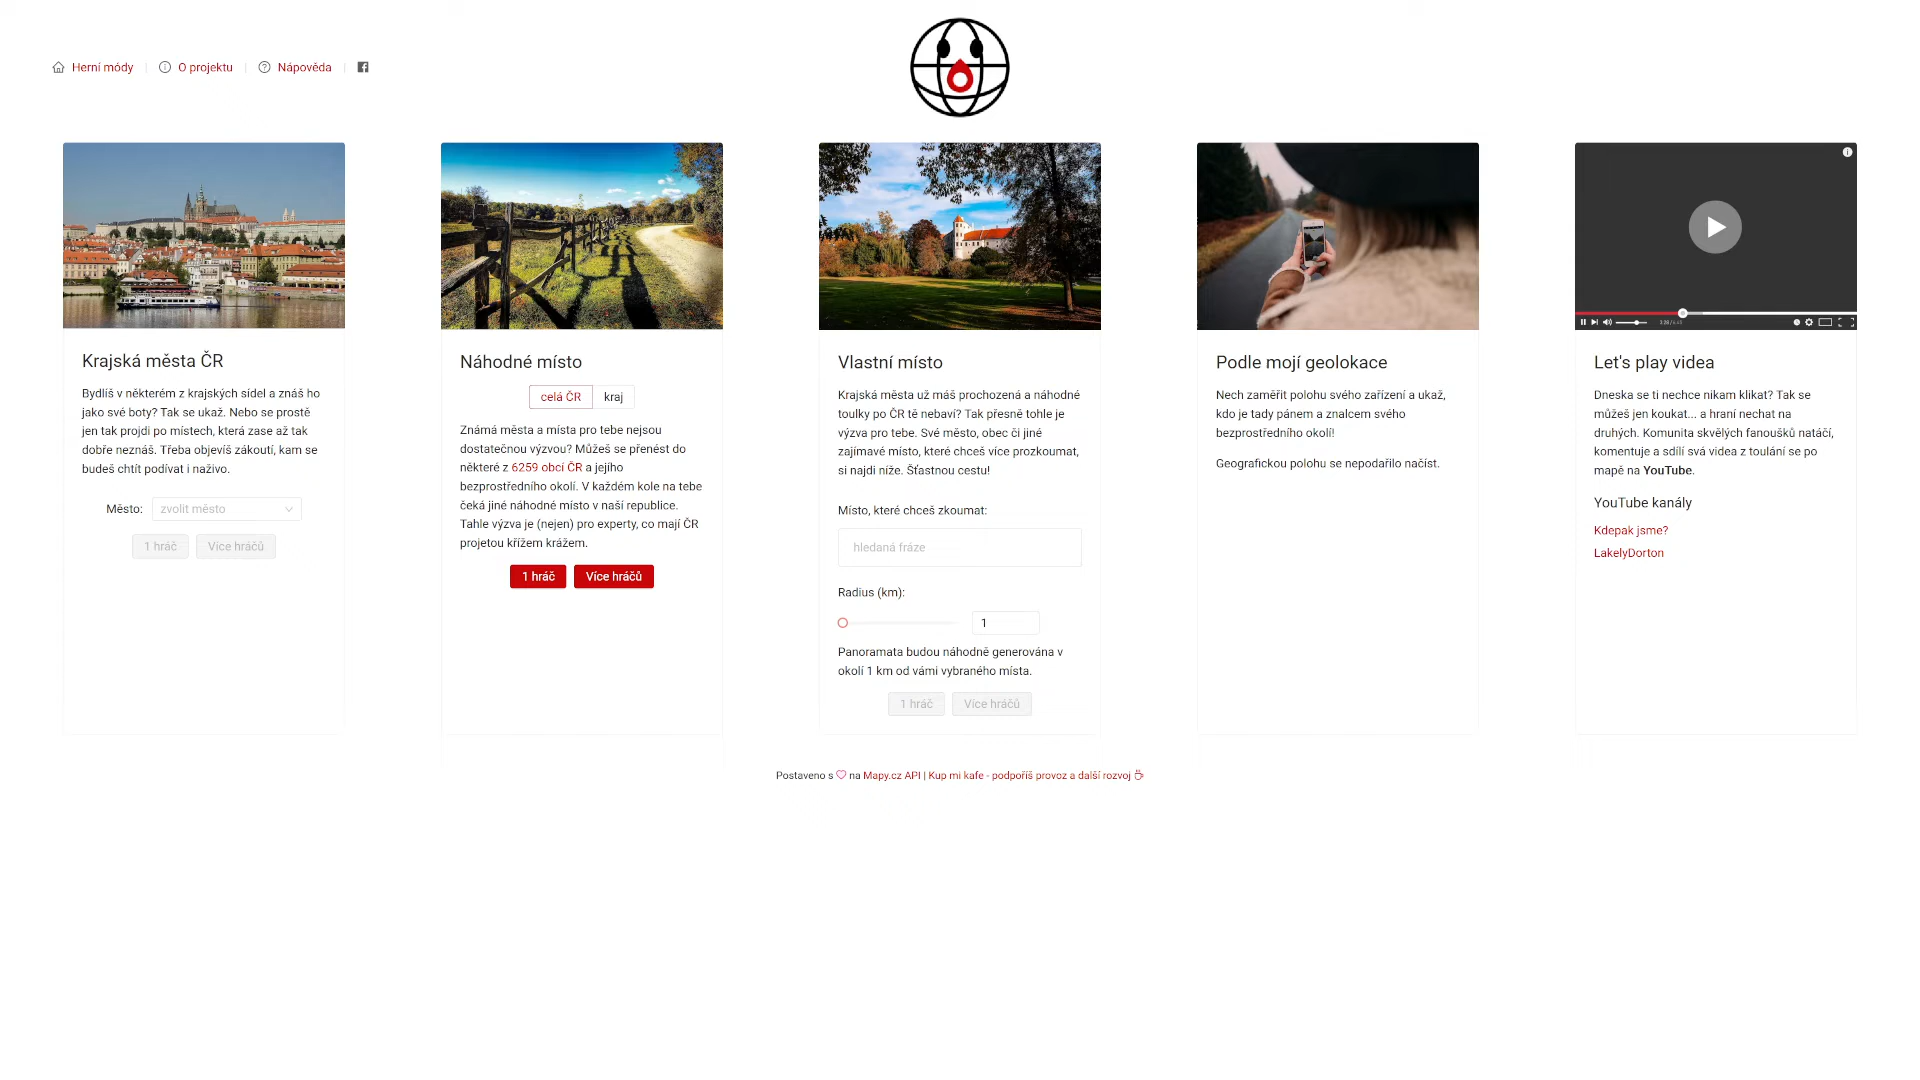 Herní módy
O projektu
Nápověda
Krajská města ČR
Bydlíš v některém z krajských sídel a znáš ho
jako své boty? Tak se ukaž. Nebo se prostě
jen tak projdi po místech, která zase až tak
dobře neznáš. Třeba objevíš zákoutí, kam se
budeš chtít podívat i naživo.
Město: zvolit město
1 hráč Více hráčů
Náhodné místo
celá ČR kraj
Známá města a místa pro tebe nejsou
dostatečnou výzvou? Můžeš se přenést do
některé z 6259 obcí ČR a jejího
bezprostředního okolí. V každém kole na tebe
čeká jiné náhodné místo v naší republice.
Tahle výzva je (nejen) pro experty, co mají ČR
projetou křížem krážem.
1 hráč Více hráčů
Vlastní místo
Krajská města už máš prochozená a náhodné
toulky po ČR tě nebaví? Tak přesně tohle je
výzva pro tebe. Své město, obec či jiné
zajímavé místo, které chceš více prozkoumat,
si najdi níže. Šťastnou cestu!
Místo, které chceš zkoumat:
hledaná fráze
Radius (km):
1
Panoramata budou náhodně generována v
okolí 1 km od vámi vybraného místa.
1 hráč Více hráčů
Podle mojí geolokace
Nech zaměřit polohu svého zařízení a ukaž,
kdo je tady pánem a znalcem svého
bezprostředního okolí!
Geografickou polohu se nepodařilo načíst.
Let's play videa
Dneska se ti nechce nikam klikat? Tak se
můžeš jen koukat... a hraní nechat na
druhých. Komunita skvělých fanoušků natáčí,
komentuje a sdílí svá videa z toulání se po
mapě na YouTube.
YouTube kanály
Kdepak jsme?
LakelyDorton
Postaveno s na Mapy.cz API | Kup mi kafe - podpoříš provoz a další rozvoj